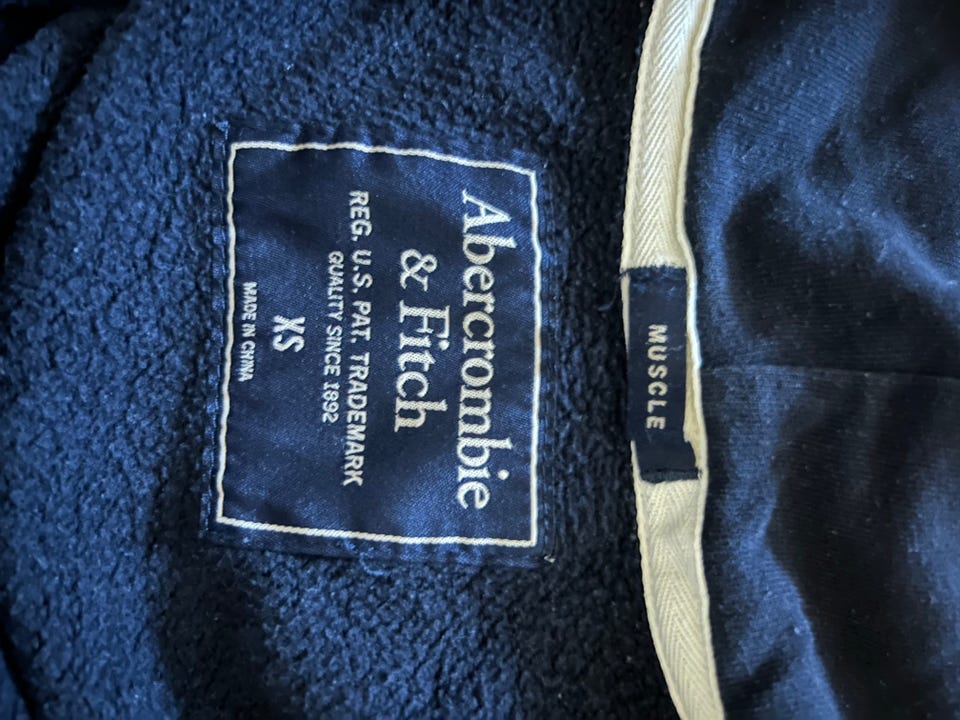 Abercrombie
& Fitch
REG. U.S. PAT. TRADEMARK
QUALITY SINCE 1892
XS
MADE IN CHINA
MUSCLE